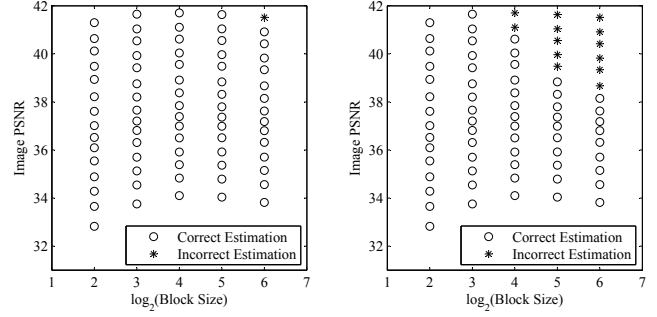 42
40
38
36
34
32
Image PSNR
Correct Estimation
Incorrect Estimation
1 2 3 4 5 6 7
log2(Block Size)
42
40
38
36
34
32
Image PSNR
Correct Estimation
Incorrect Estimation
1 2 3 4 5 6 7
log2(Block Size)